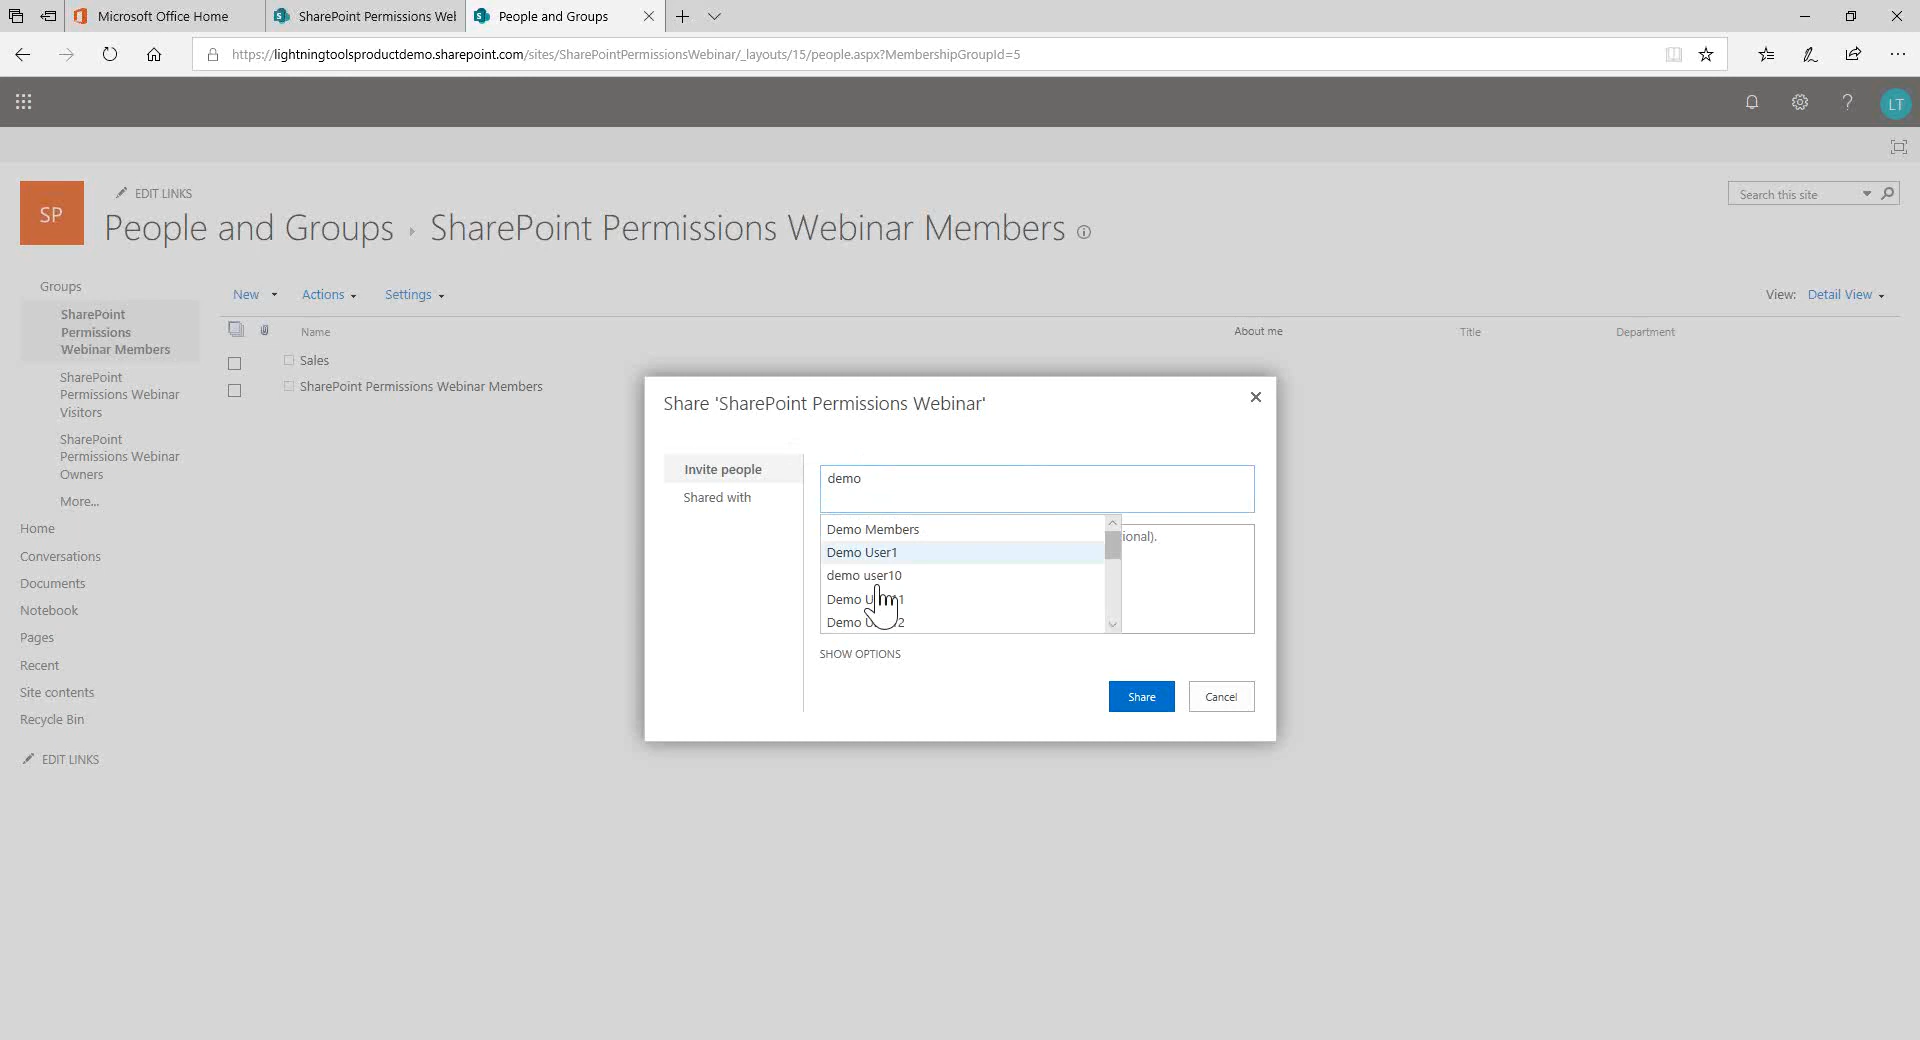 Microsoft Office Home
SharePoint Permissions Wel
People and Groups
https://lightningtoolsproductdemo.sharepoint.com/sites/SharePointPermissionsWebinar/_layouts/15/people.aspx?MembershipGroupId=5
LT
SP
EDIT LINKS
People and Groups SharePoint Permissions Webinar Members
Search this site
Groups
SharePoint
Permissions
Webinar Members
SharePoint
Permissions Webinar
Visitors
SharePoint
Permissions Webinar
Owners
More...
Home
Conversations
Documents
Notebook
Pages
Recent
Site contents
Recycle Bin
EDIT LINKS
New Actions Settings
View: Detail View
Name About me Title Department
Sales
SharePoint Permissions Webinar Members
Share 'SharePoint Permissions Webinar'
Invite people
Shared with
demo
Demo Members
Demo User1
demo user10
Demo
Demo
ional).
SHOW OPTIONS
Share Cancel